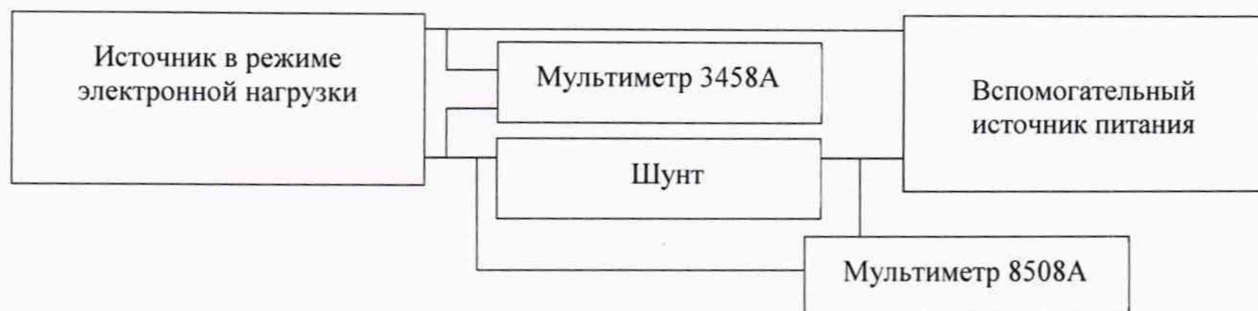 Источник в режиме
электронной нагрузки
Мультиметр 3458А
Вспомогательный
источник питания
Шунт
Мультиметр 8508А